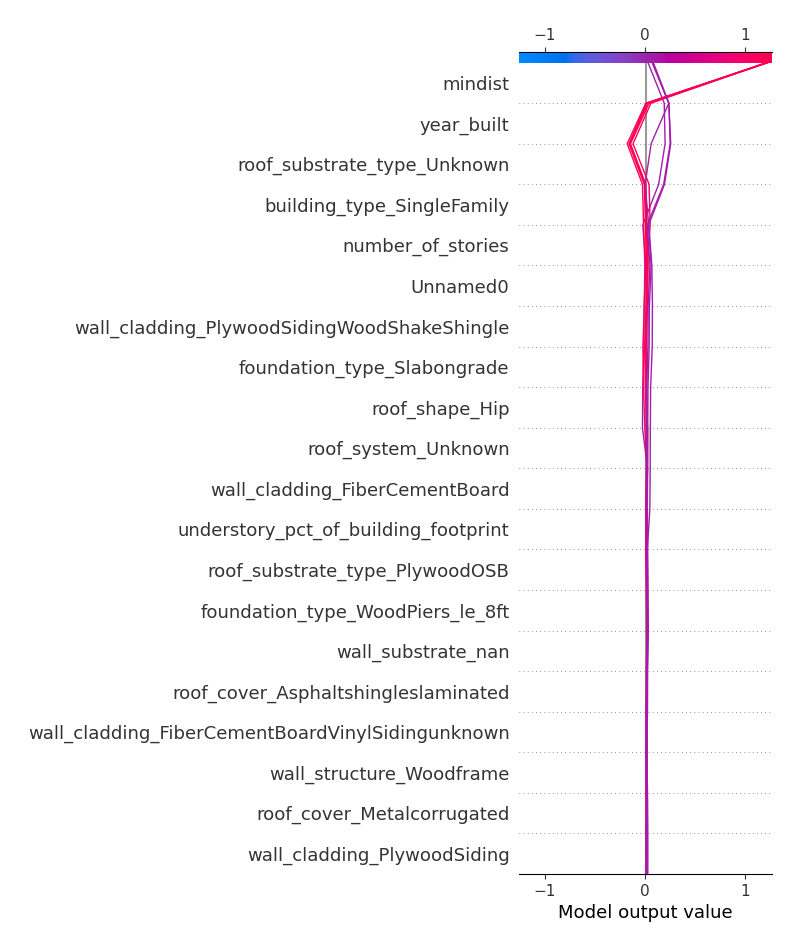 −1 0 1
mindist
year_built
roof_substrate_type_Unknown
building_type_SingleFamily
number_of_stories
Unnamed0
wall_cladding_PlywoodSidingWoodShakeShingle
foundation_type_Slabongrade
roof_shape_Hip
roof_system_Unknown
wall_cladding_FiberCementBoard
understory_pct_of_building_footprint
roof_substrate_type_PlywoodOSB
foundation_type_WoodPiers_le_8ft
wall_substrate_nan
roof_cover_Asphaltshingleslaminated
wall_cladding_FiberCementBoardVinylSidingunknown
wall_structure_Woodframe
roof_cover_Metalcorrugated
wall_cladding_PlywoodSiding
−1 0 1
Model output value